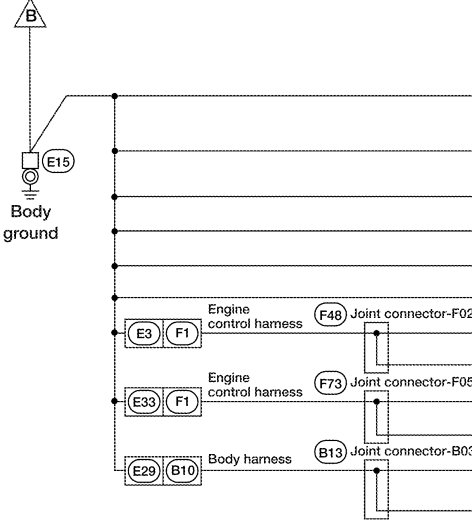 B
E15
Body
ground
Engine
control harness
E3 F1
F48 Joint connector-F02
Engine
control harness
E33 F1
F73 Joint connector-F05
Body harness
E29 B10
B13 Joint connector-B03